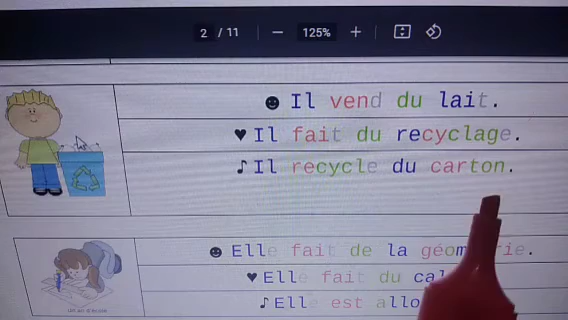 2 / 11 — 125% +
☻ Il vend du lait.
♥ Il fait du recyclage.
♪ Il recycle du carton.
☻ Elle fait de la
♥ Elle fait du
♪ Elle est